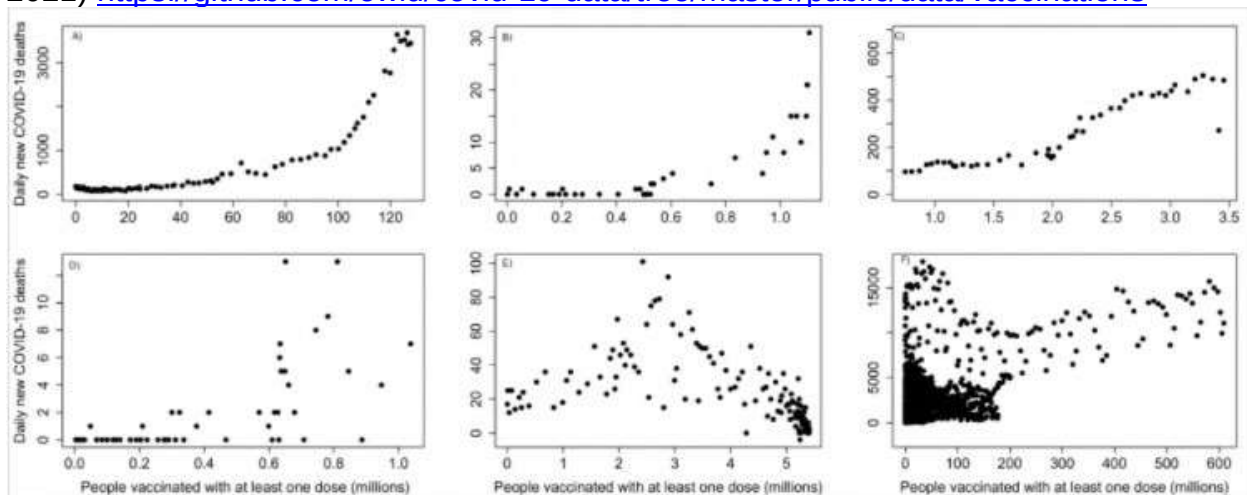 https://github.com/owid/covid-19-data/tree/master/public/data/vaccinations
A) B) C)
Daily new COVID-19 deaths
0 1000 3000
0 20 40 60 80 100 120
0 5 10 15 20 25 30
0.0 0.2 0.4 0.6 0.8 1.0
0 200 400 600
1.0 1.5 2.0 2.5 3.0 3.5
D) E) F)
Daily new COVID-19 deaths
0 2 4 6 8 10
0.0 0.2 0.4 0.6 0.8 1.0
People vaccinated with at least one dose (millions)
0 20 40 60 80 100
0 1 2 3 4 5
People vaccinated with at least one dose (millions)
0 5000 15000
0 100 200 300 400 500 600
People vaccinated with at least one dose (millions)